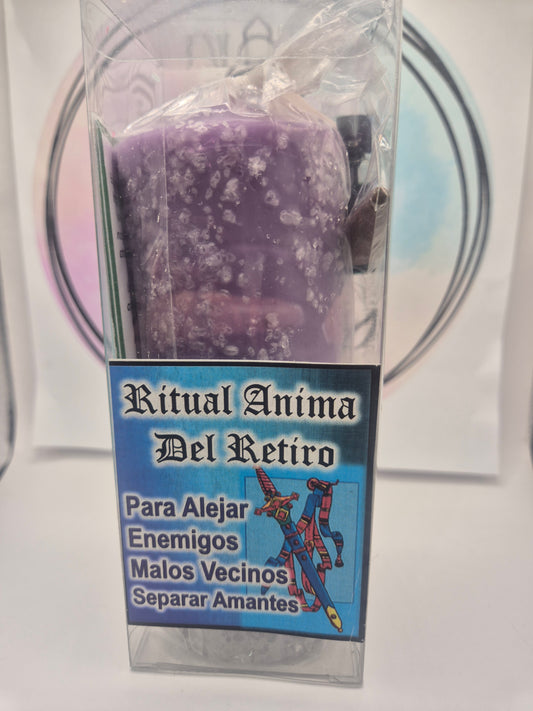 Ritual Anima
Del Retiro
Para Alejar
Enemigos
Malos Vecinos
Separar Amantes